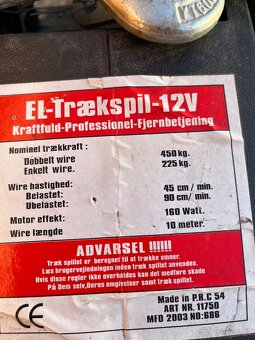 EL-Trækspil-12V
Kraftfuld-Professionel-Fjernbetjening
Nominel trækkraft :
Dobbelt wire 450 kg.
Enkelt wire. 225 kg.
Wire hastighed:
Belastet: 45 cm/ min.
Ubelastet: 90 cm/ min.
Motor effekt: 160 Watt.
Wire længde 10 meter.
ADVARSEL !!!!!!
Træk spillet er beregnet til at trække emner.
Læs brugervejledningen inden træk spillet anvendes.
Hvis disse regler ikke overholdes kan det medføre skade
På Dem selv, Deres omgivelser samt træk spillet.
CE
Made in P.R.C 54
ART NR. 11750
MFD 2003 NO:686